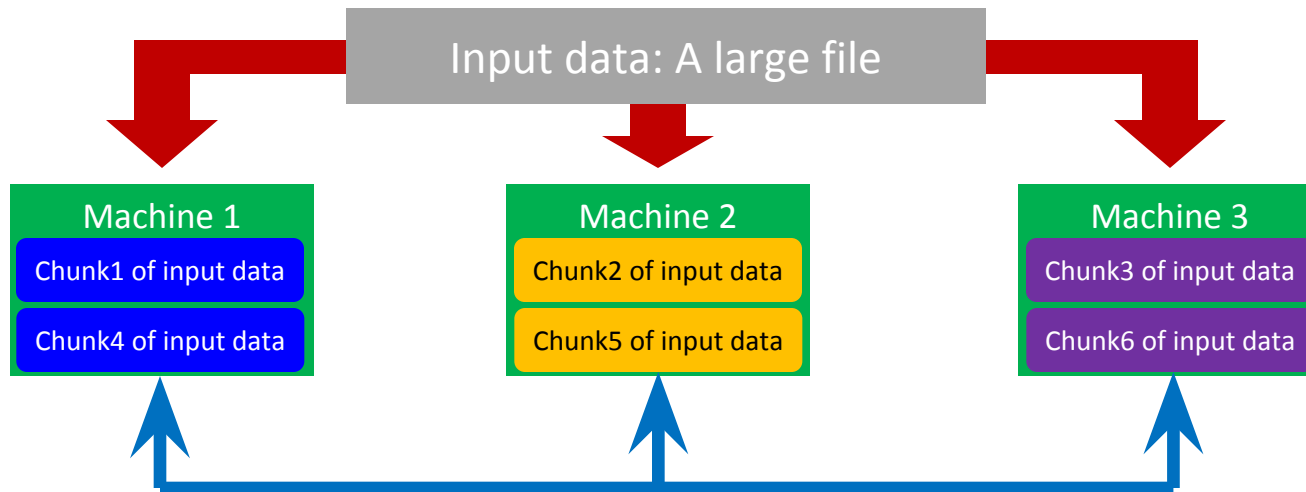 Input data: A large file
Machine 1
Chunk1 of input data
Chunk4 of input data
Machine 2
Chunk2 of input data
Chunk5 of input data
Machine 3
Chunk3 of input data
Chunk6 of input data